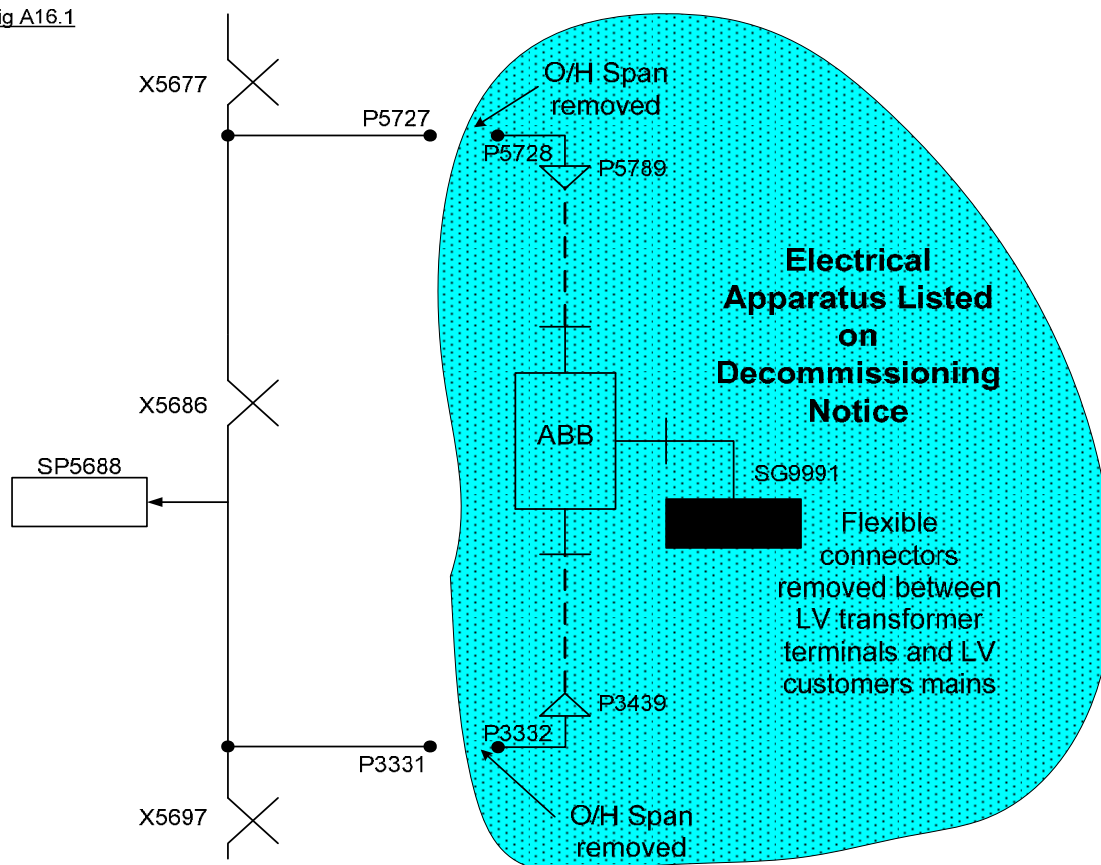 ig A16.1
X5677
O/H Span
removed
P5727
P5728
P5789
Electrical
Apparatus Listed
on
Decommissioning
Notice
X5686
ABB
SP5688
SG9991
Flexible
connectors
removed between
LV transformer
terminals and LV
customers mains
P3439
P3332
P3331
X5697
O/H Span
removed